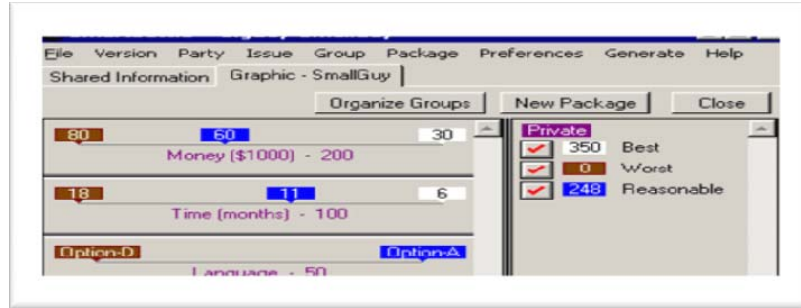 File Version Party Issue Group Package Preferences Generate Help
Shared Information Graphic - SmallGuy
Organize Groups New Package Close
80 60 30
Money ($1000) - 200
18 11 6
Time (months) - 100
Option-D Option-A
Language - 50
Private
350 Best
0 Worst
248 Reasonable